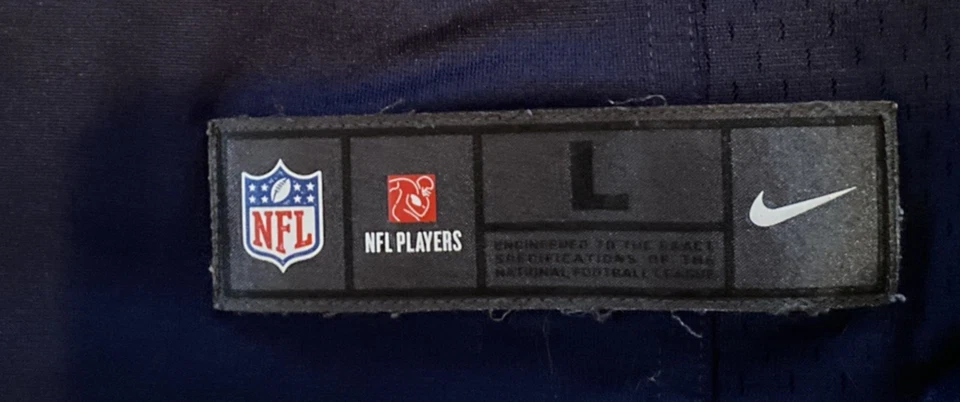 NFL
NFL PLAYERS
L
ENGINEERED TO THE EXACT
SPECIFICATIONS OF THE
NATIONAL FOOTBALL LEAGUE